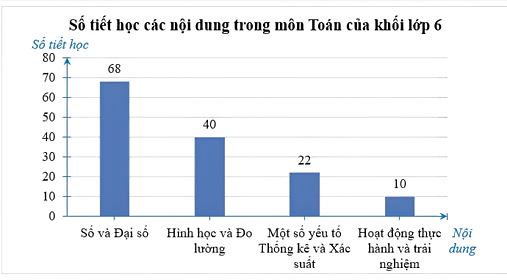 Số tiết học các nội dung trong môn Toán của khối lớp 6
Số tiết học
80
70
60
50
40
30
20
10
0
68
40
22
10
Số và Đại số
Hình học và Đo
lường
Một số yếu tố
Thống kê và Xác
suất
Hoạt động thực
hành và trải
nghiệm
Nội
dung